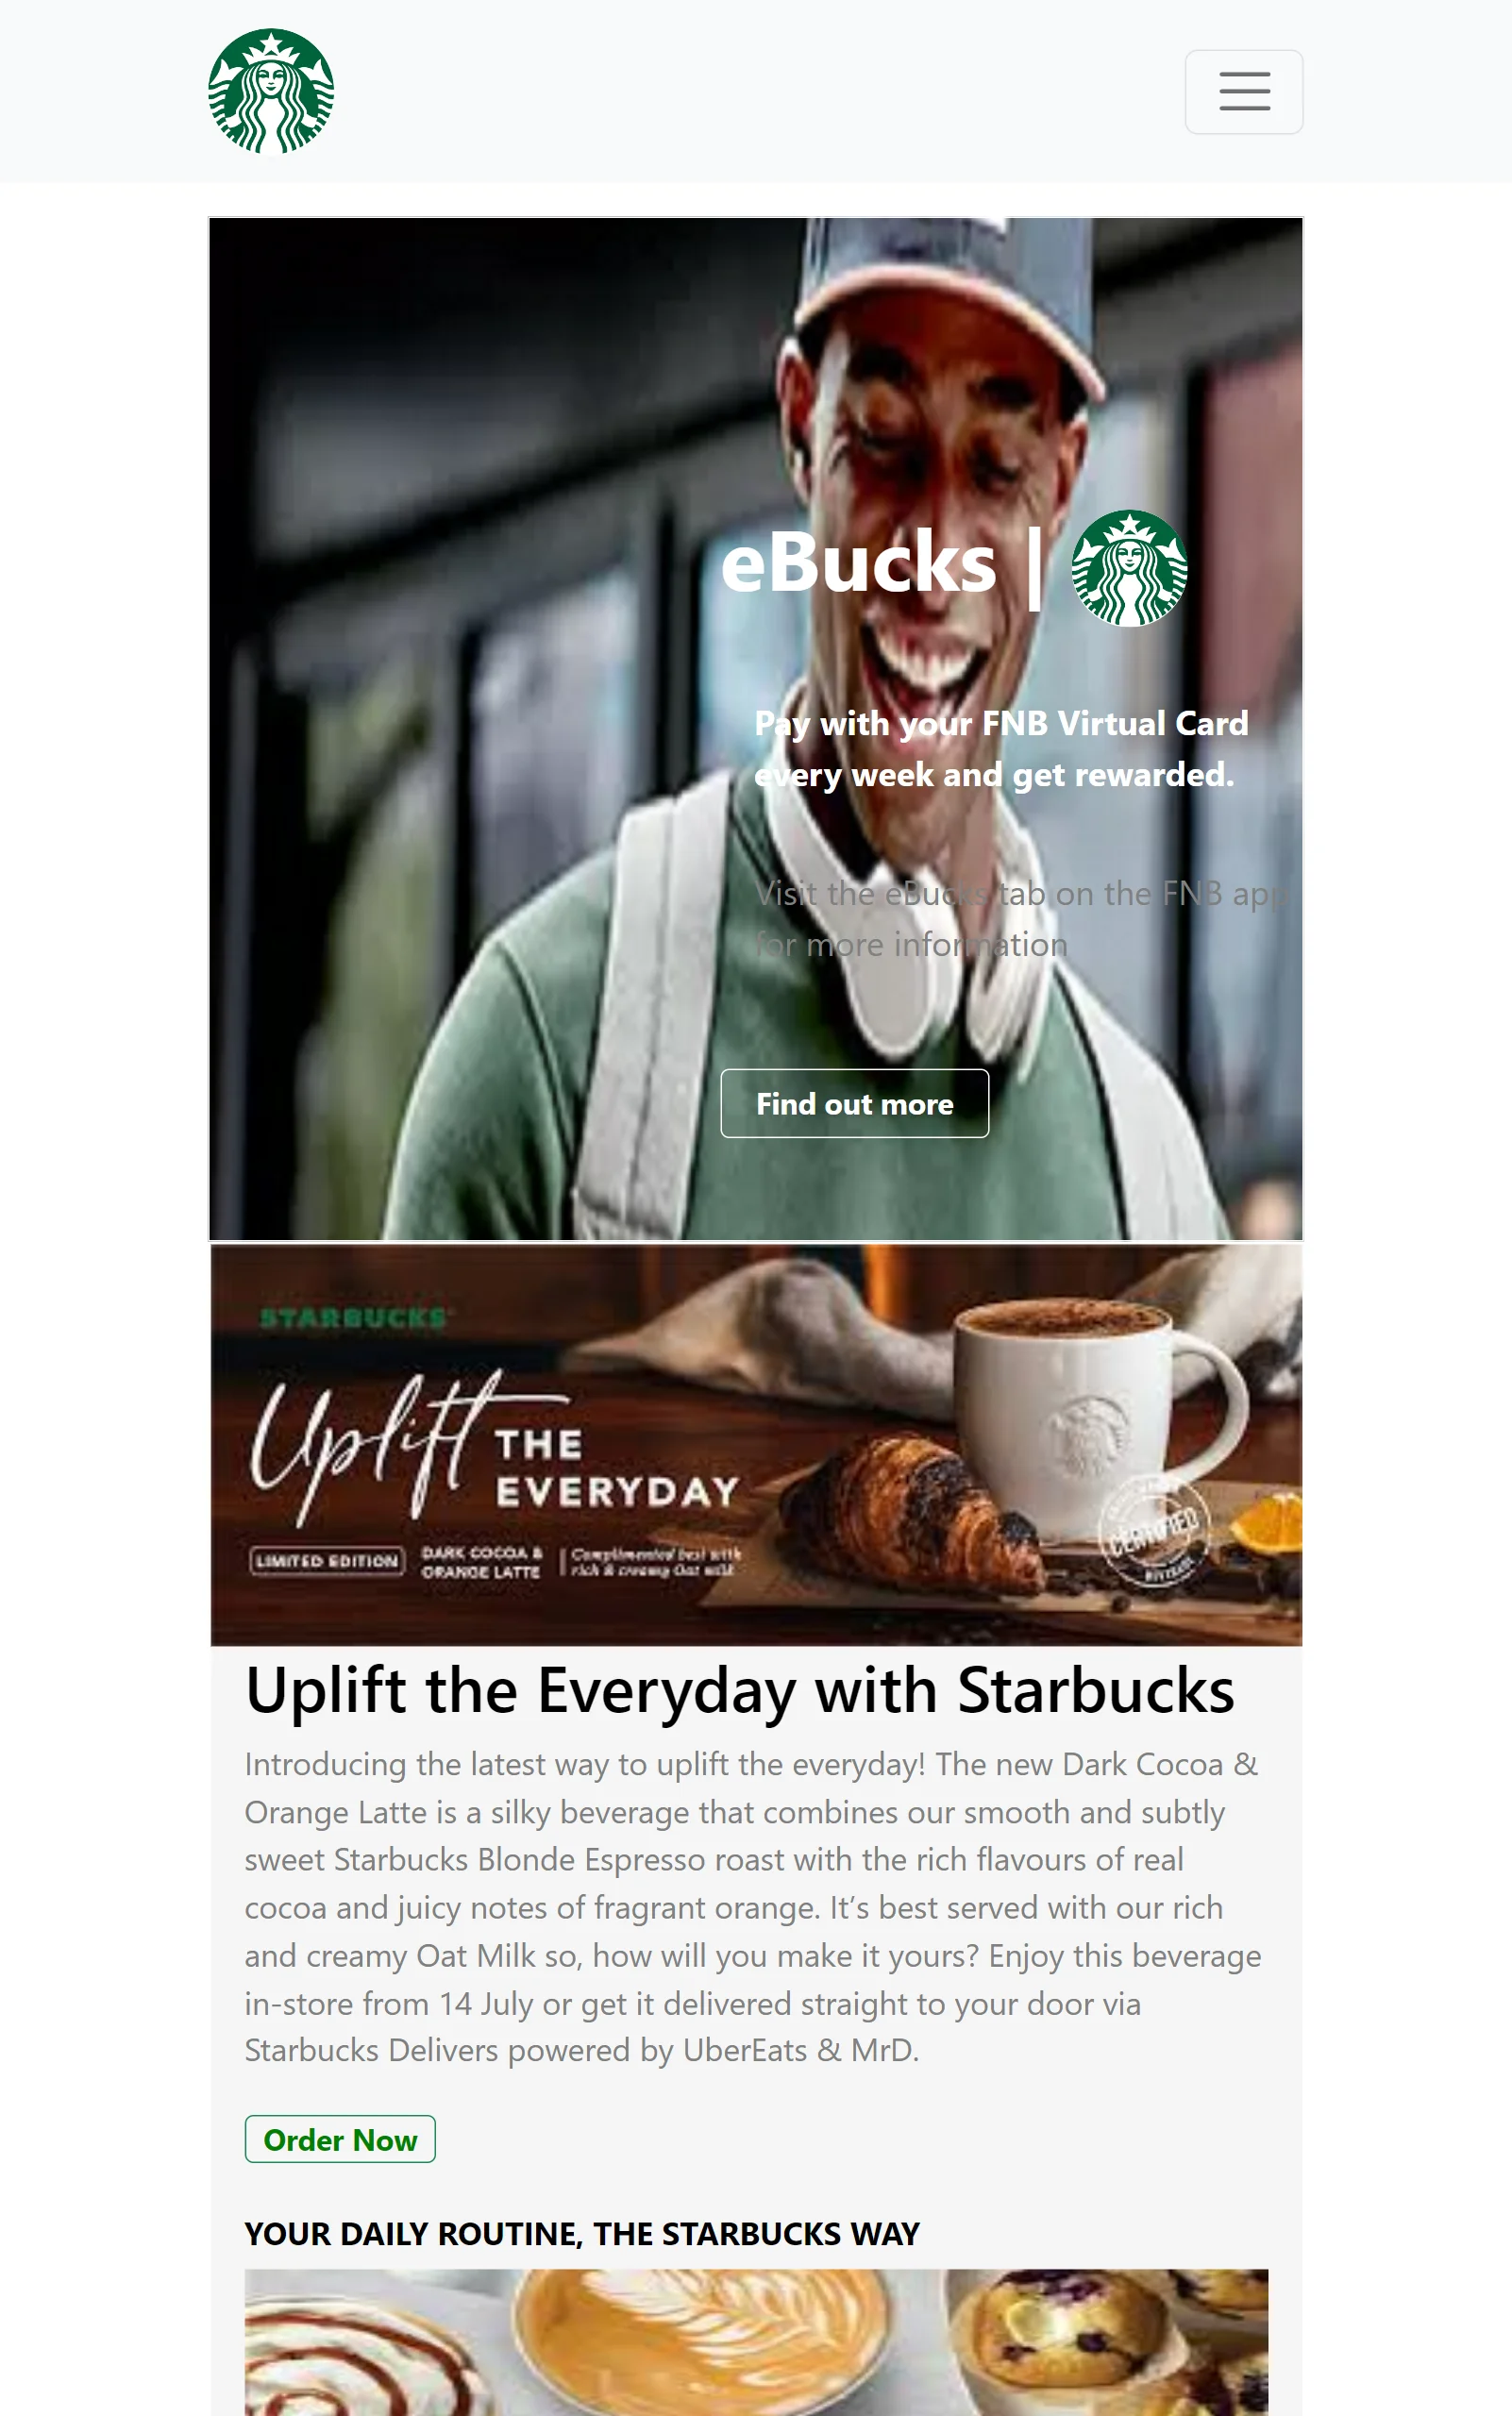 eBucks |
Pay with your FNB Virtual Card
every week and get rewarded.
Visit the eBucks tab on the FNB app
for more information
Find out more
STARBUCKS
Uplift THE
EVERYDAY
LIMITED EDITION
DARK COCOA &
ORANGE LATTE
Complimented best with
rich & creamy Oat milk
CERTIFIED
Uplift the Everyday with Starbucks
Introducing the latest way to uplift the everyday! The new Dark Cocoa &
Orange Latte is a silky beverage that combines our smooth and subtly
sweet Starbucks Blonde Espresso roast with the rich flavours of real
cocoa and juicy notes of fragrant orange. It’s best served with our rich
and creamy Oat Milk so, how will you make it yours? Enjoy this beverage
in-store from 14 July or get it delivered straight to your door via
Starbucks Delivers powered by UberEats & MrD.
Order Now
YOUR DAILY ROUTINE, THE STARBUCKS WAY